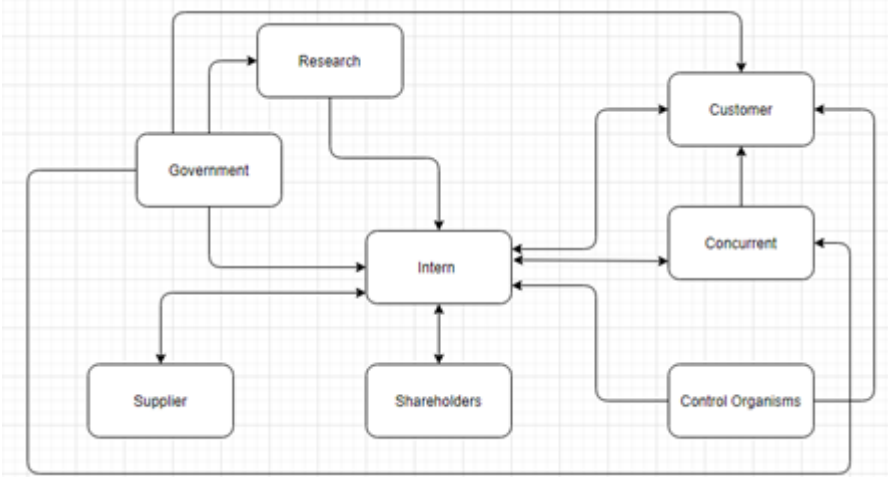 Research
Customer
Government
Concurrent
Intern
Supplier
Shareholders
Control Organisms